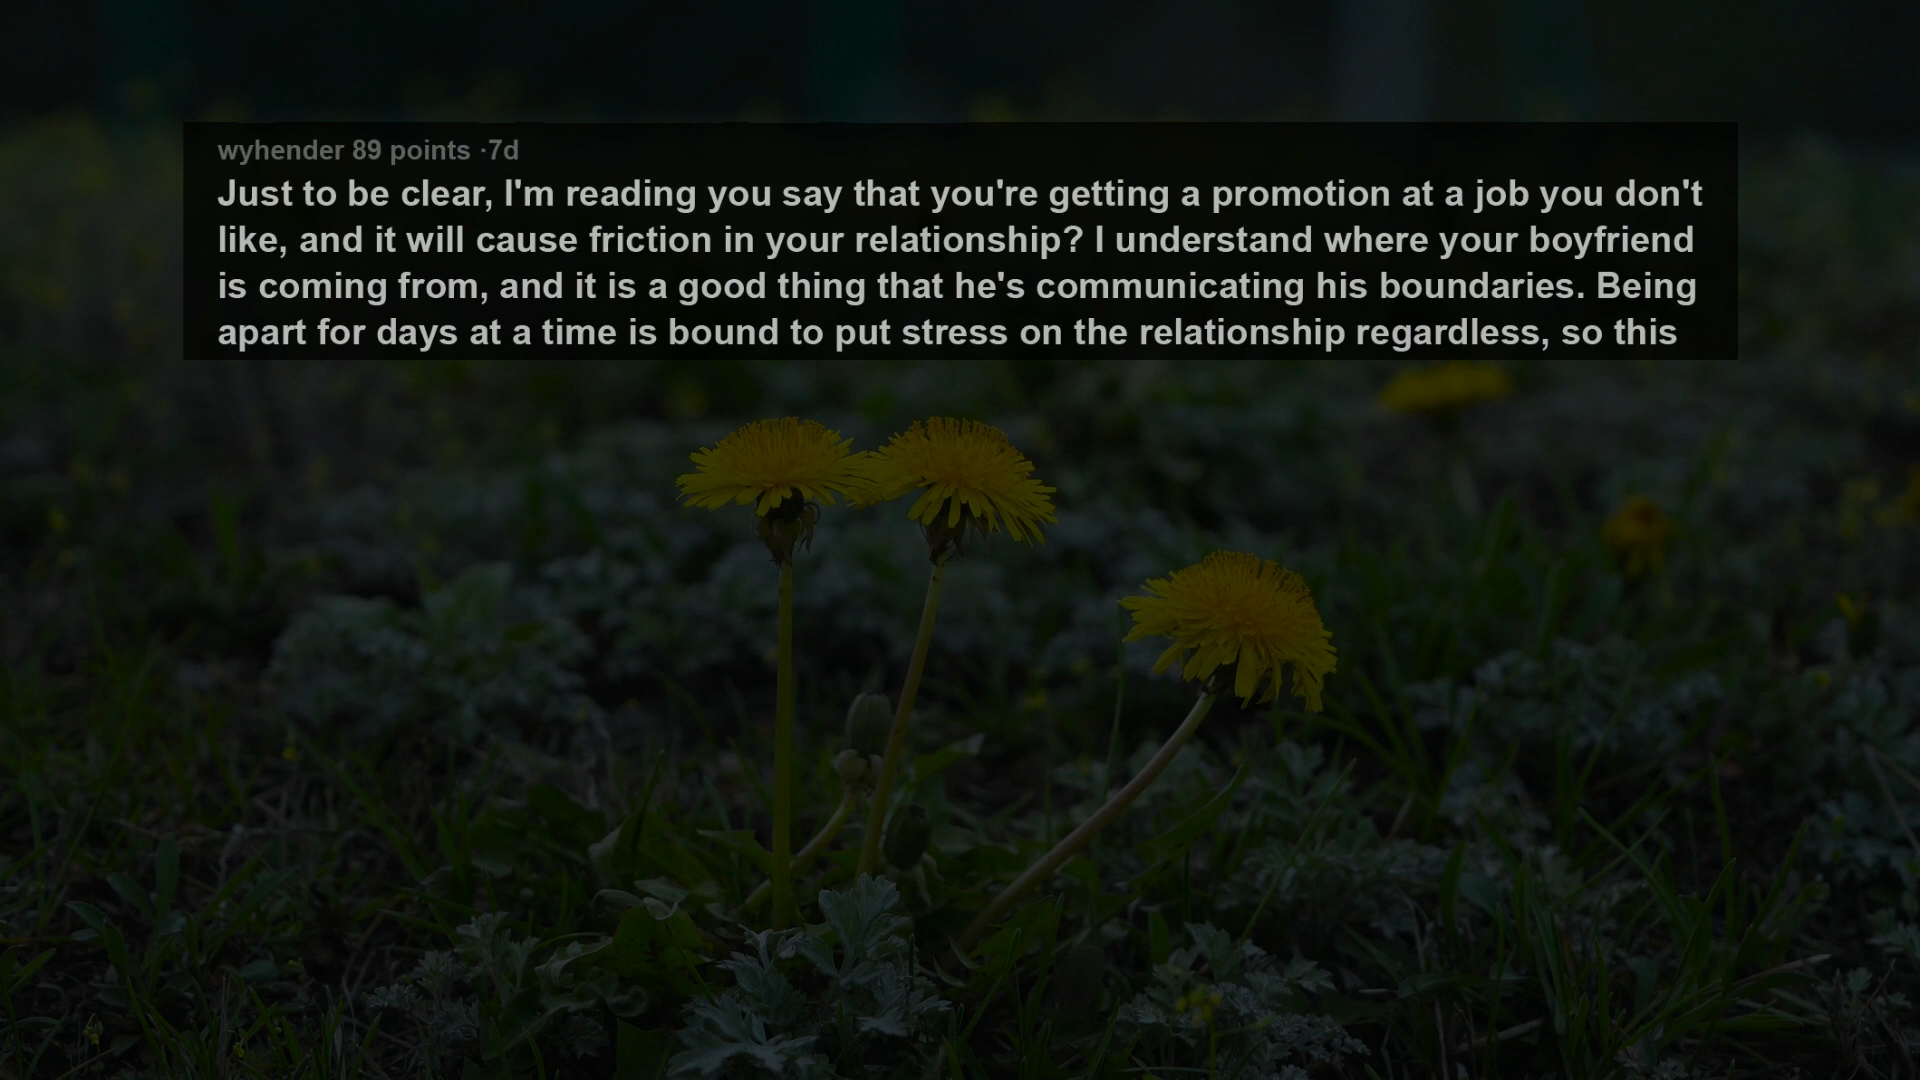 wyhender 89 points ·7d
Just to be clear, I'm reading you say that you're getting a promotion at a job you don't
like, and it will cause friction in your relationship? I understand where your boyfriend
is coming from, and it is a good thing that he's communicating his boundaries. Being
apart for days at a time is bound to put stress on the relationship regardless, so this